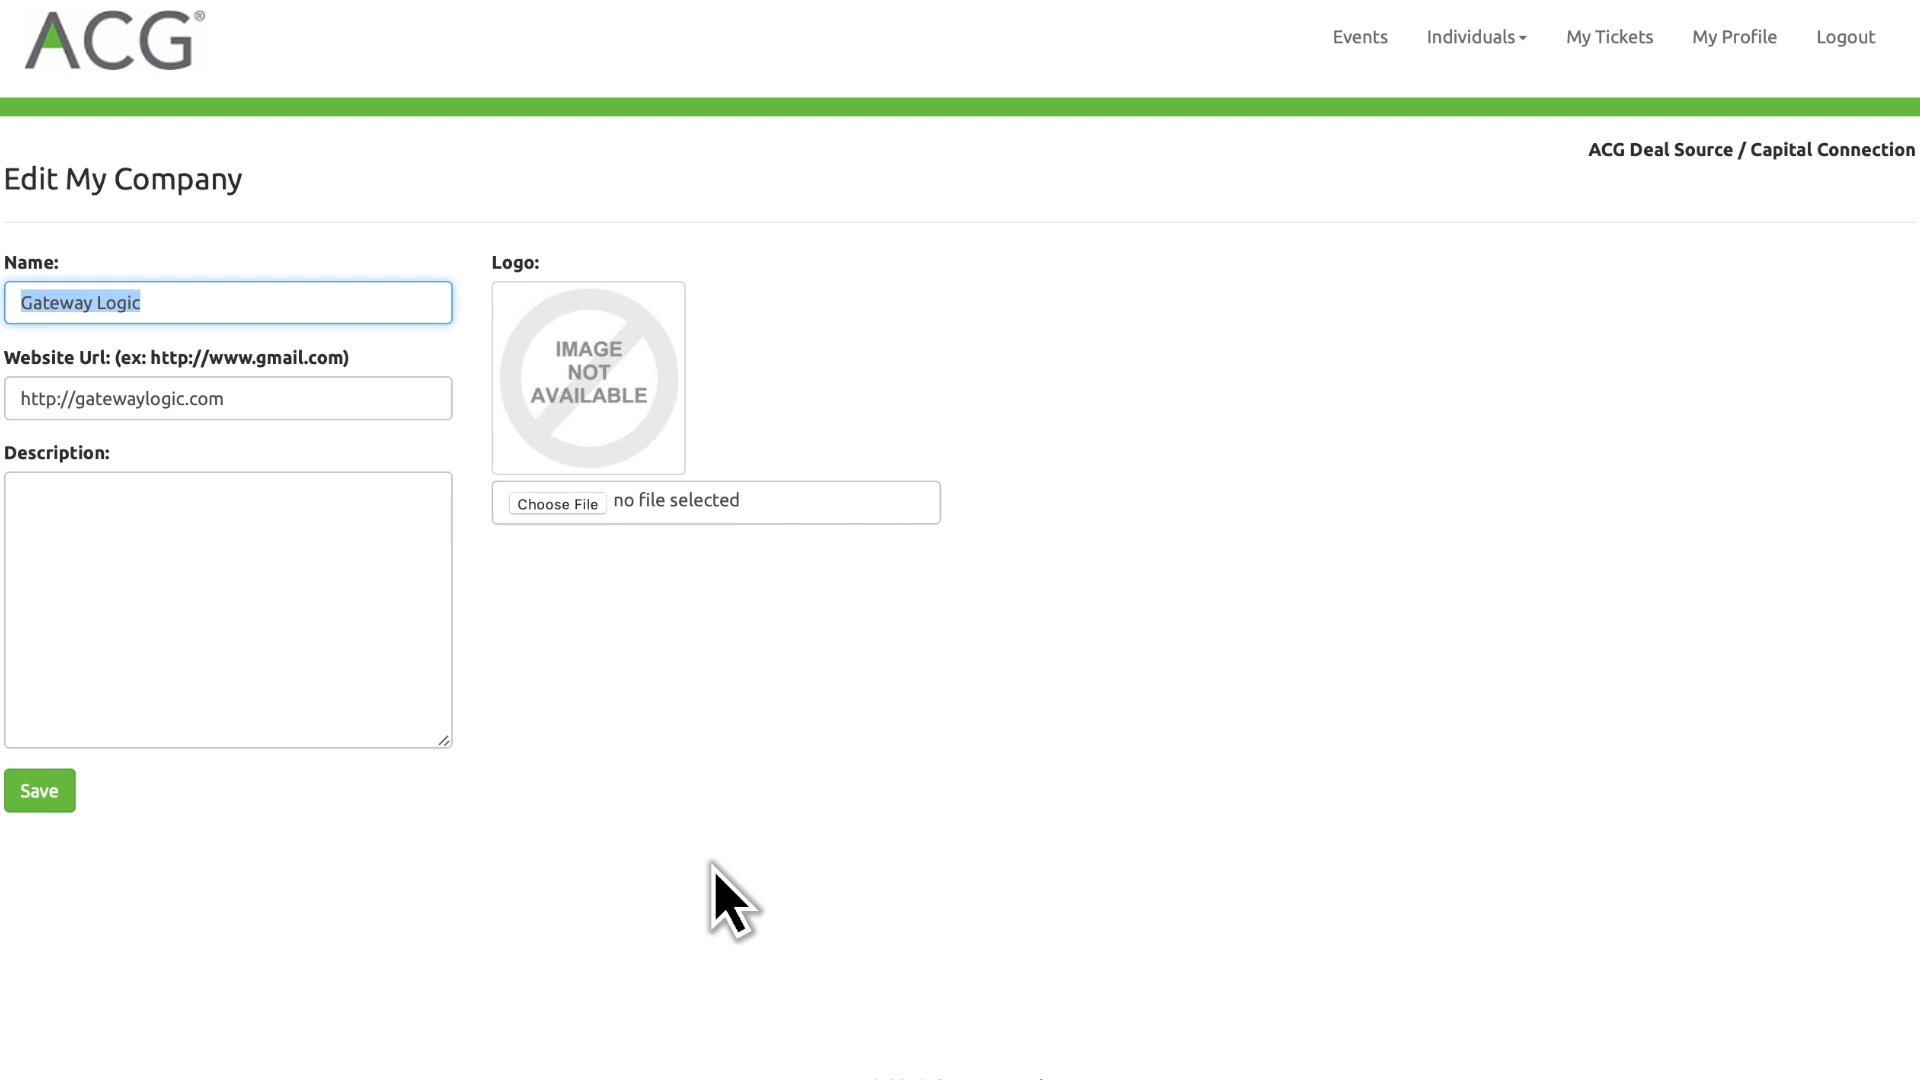 ACG®
Events Individuals My Tickets My Profile Logout
ACG Deal Source / Capital Connection
Edit My Company
Name:
Gateway Logic
Website Url: (ex: http://www.gmail.com)
http://gatewaylogic.com
Description:
Save
Logo:
IMAGE
NOT
AVAILABLE
Choose File no file selected